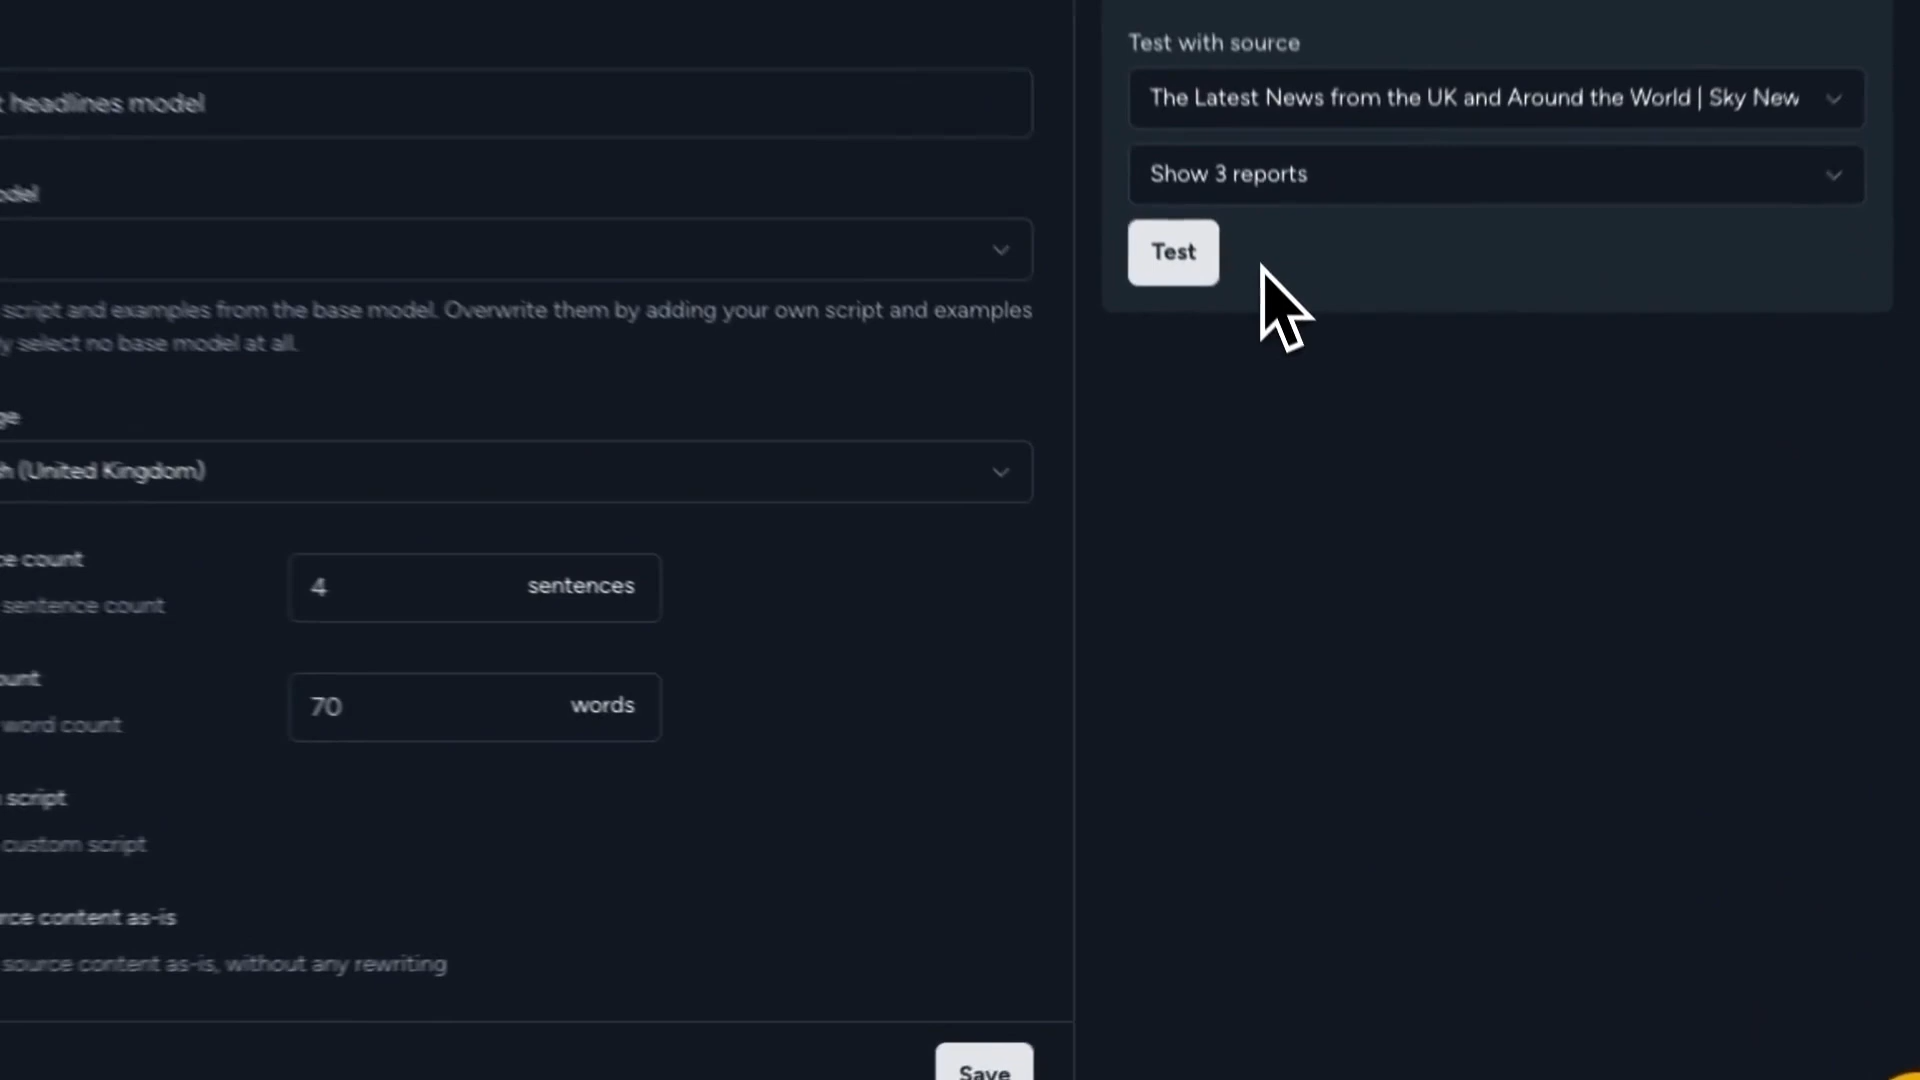 headlines model
script and examples from the base model. Overwrite them by adding your own script and examples
select no base model at all.
(United Kingdom)
count
4 sentences
sentence count
70 words
word count
script
custom script
content as-is
source content as-is, without any rewriting
Save
Test with source
The Latest News from the UK and Around the World | Sky New
Show 3 reports
Test